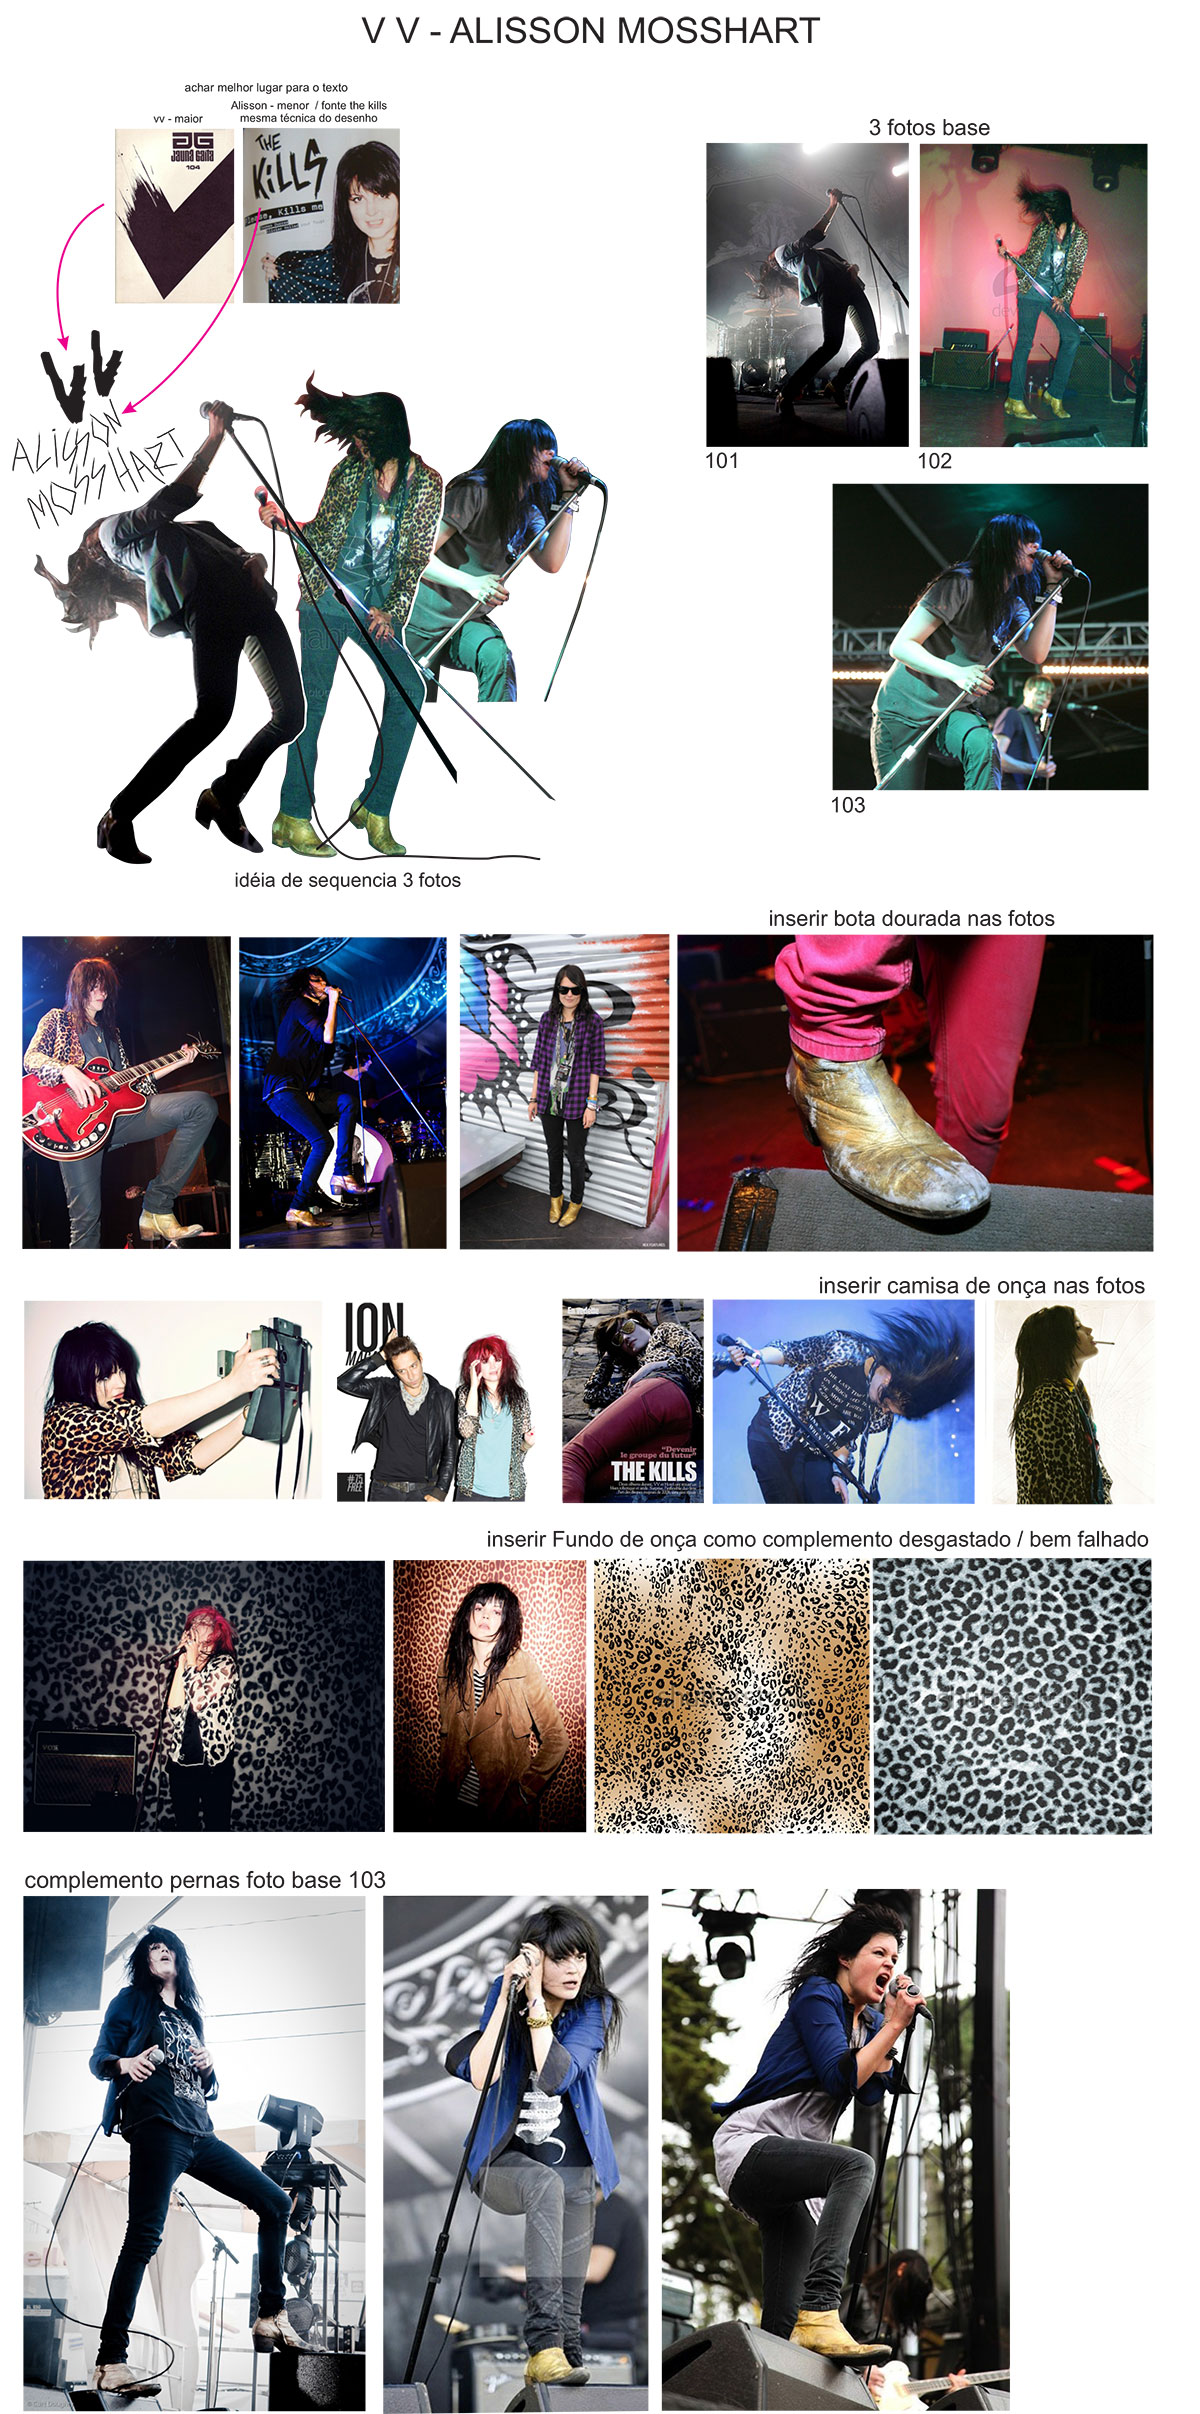 V V - ALISSON MOSSHART
achar melhor lugar para o texto
Alisson - menor / fonte the kills
vv - maior
mesma técnica do desenho
3 fotos base
JAUNA GAITA
104
THE
KiLLS
Kills me
VV
ALISSON
MOSSHART
101
102
103
idéia de sequencia 3 fotos
inserir bota dourada nas fotos
inserir camisa de onça nas fotos
ION
#75
FREE
"Devenir
le groupe du futur"
THE KILLS
inserir Fundo de onça como complemento desgastado / bem falhado
VOX
complemento pernas foto base 103